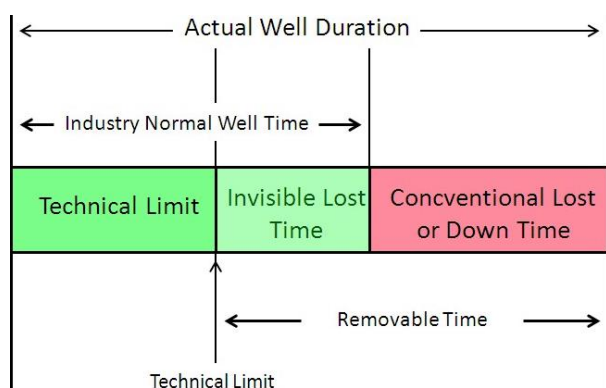 Actual Well Duration
Industry Normal Well Time
Technical Limit
Invisible Lost
Time
Concventional Lost
or Down Time
Removable Time
Technical Limit